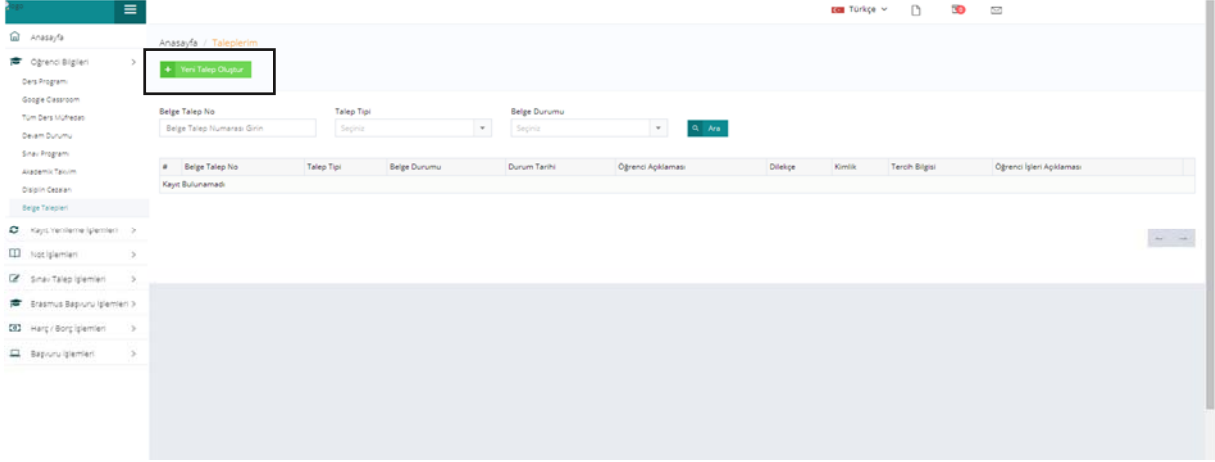 Türkçe
Anasayfa
Anasayfa / Taleplerim
Öğrenci Bilgileri
+ Yeni Talep Oluştur
Ders Programı
Google Classroom
Tüm Ders Müfredatı
Devam Durumu
Sınav Programı
Akademik Takvim
Disiplin Cezaları
Belge Talepleri
Kayıt Yenileme İşlemleri
Not İşlemleri
Sınav Talep İşlemleri
Erasmus Başvuru İşlemleri
Harç / Borç İşlemleri
Başvuru İşlemleri
Belge Talep No
Belge Talep Numarası Girin
Talep Tipi
Seçiniz
Belge Durumu
Seçiniz
Ara
# Belge Talep No Talep Tipi Belge Durumu Durum Tarihi Öğrenci Açıklaması Dilekçe Kimlik Tercih Bilgisi Öğrenci İşleri Açıklaması
Kayıt Bulunamadı